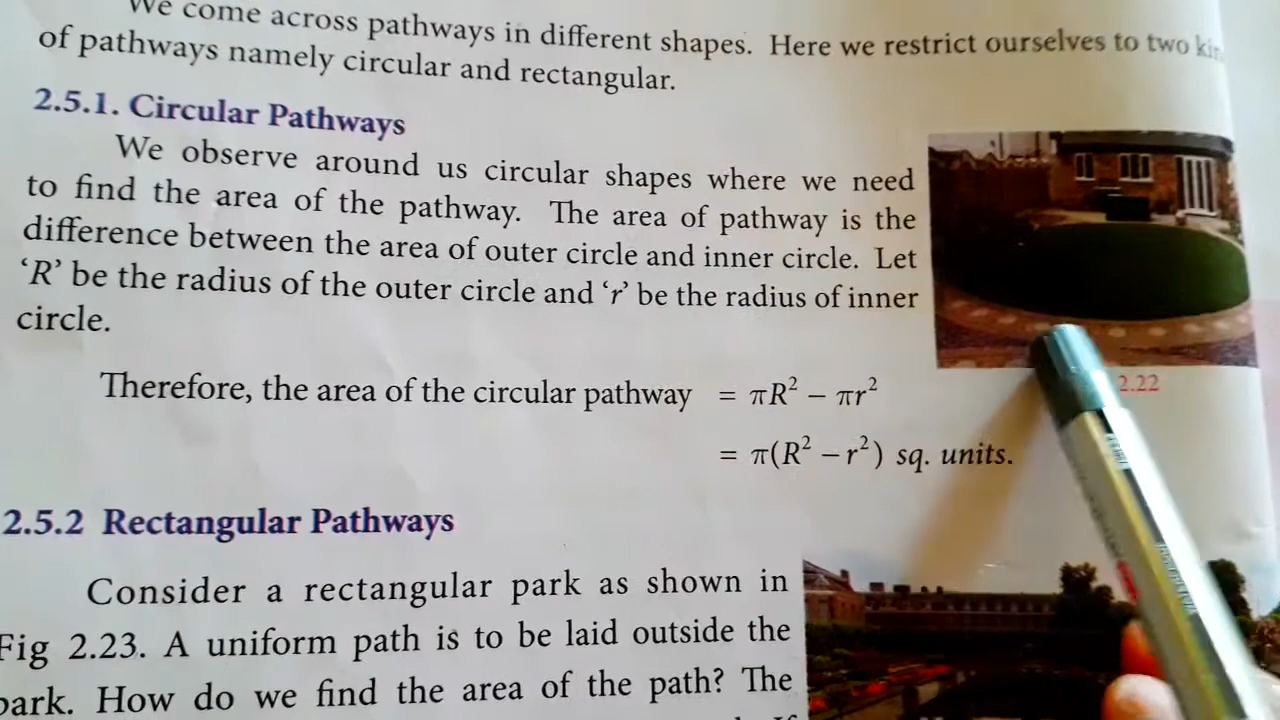 We come across pathways in different shapes. Here we restrict ourselves to two
of pathways namely circular and rectangular.
2.5.1. Circular Pathways
We observe around us circular shapes where we need
to find the area of the pathway. The area of pathway is the
difference between the area of outer circle and inner circle. Let
‘R’ be the radius of the outer circle and ‘r’ be the radius of inner
circle.
Therefore, the area of the circular pathway = πR² − πr²
= π(R² − r²) sq. units.
2.22
2.5.2 Rectangular Pathways
Consider a rectangular park as shown in
Fig 2.23. A uniform path is to be laid outside the
park. How do we find the area of the path? The